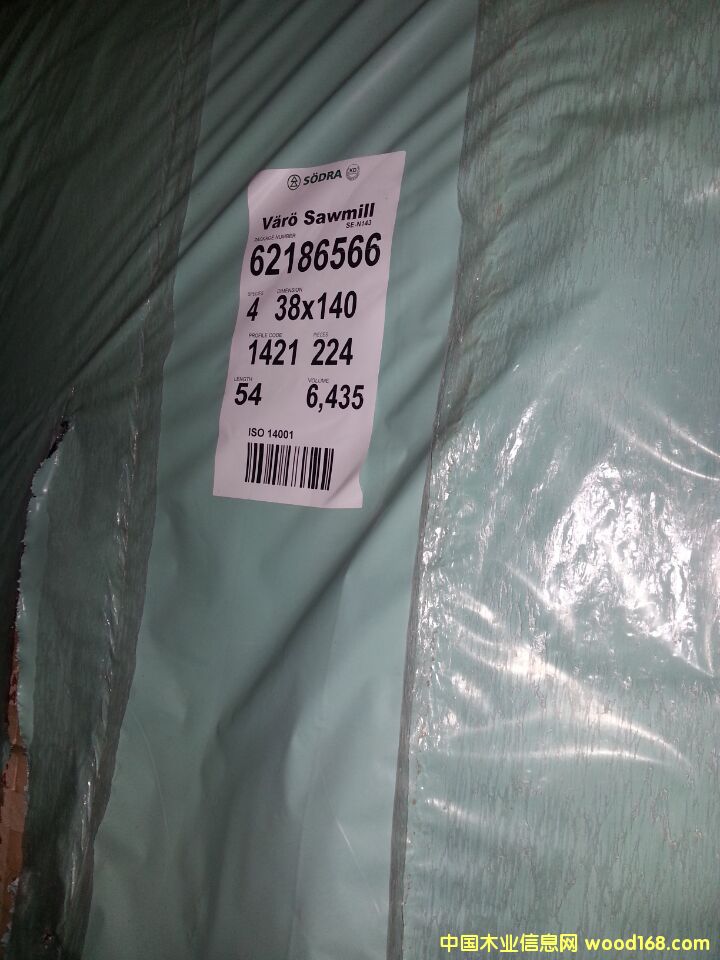 SÖDRA KD
Värö Sawmill
SE-N143
PACKAGE NUMBER
62186566
SPECIES DIMENSION
4 38x140
PROFILE CODE PIECES
1421 224
LENGTH VOLUME
54 6,435
ISO 14001
中国木业信息网 wood168.com